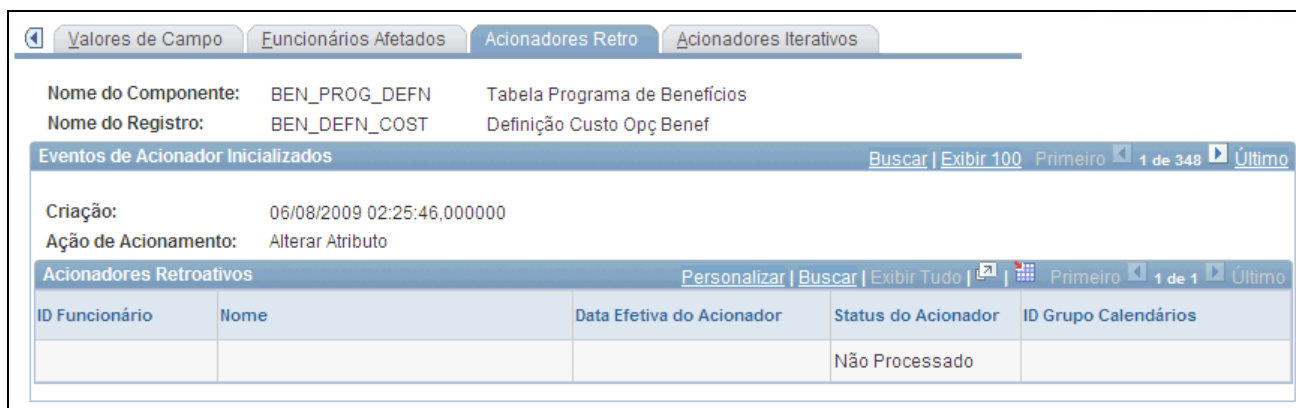 Valores de Campo Funcionários Afetados Acionadores Retro Acionadores Iterativos
Nome do Componente: BEN_PROG_DEFN Tabela Programa de Benefícios
Nome do Registro: BEN_DEFN_COST Definição Custo Opç Benef
Eventos de Acionador Inicializados Buscar | Exibir 100 Primeiro 1 de 348 Último
Criação: 06/08/2009 02:25:46,000000
Ação de Acionamento: Alterar Atributo
Acionadores Retroativos Personalizar | Buscar | Exibir Tudo | | Primeiro 1 de 1 Último
ID Funcionário Nome Data Efetiva do Acionador Status do Acionador ID Grupo Calendários
Não Processado